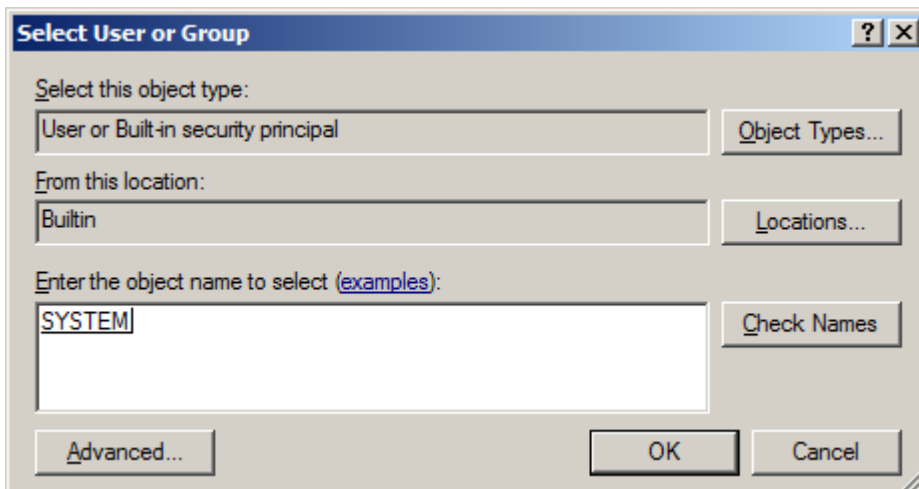 Select User or Group
Select this object type:
User or Built-in security principal
Object Types...
From this location:
Builtin
Locations...
Enter the object name to select (examples):
SYSTEM
Check Names
Advanced...
OK
Cancel